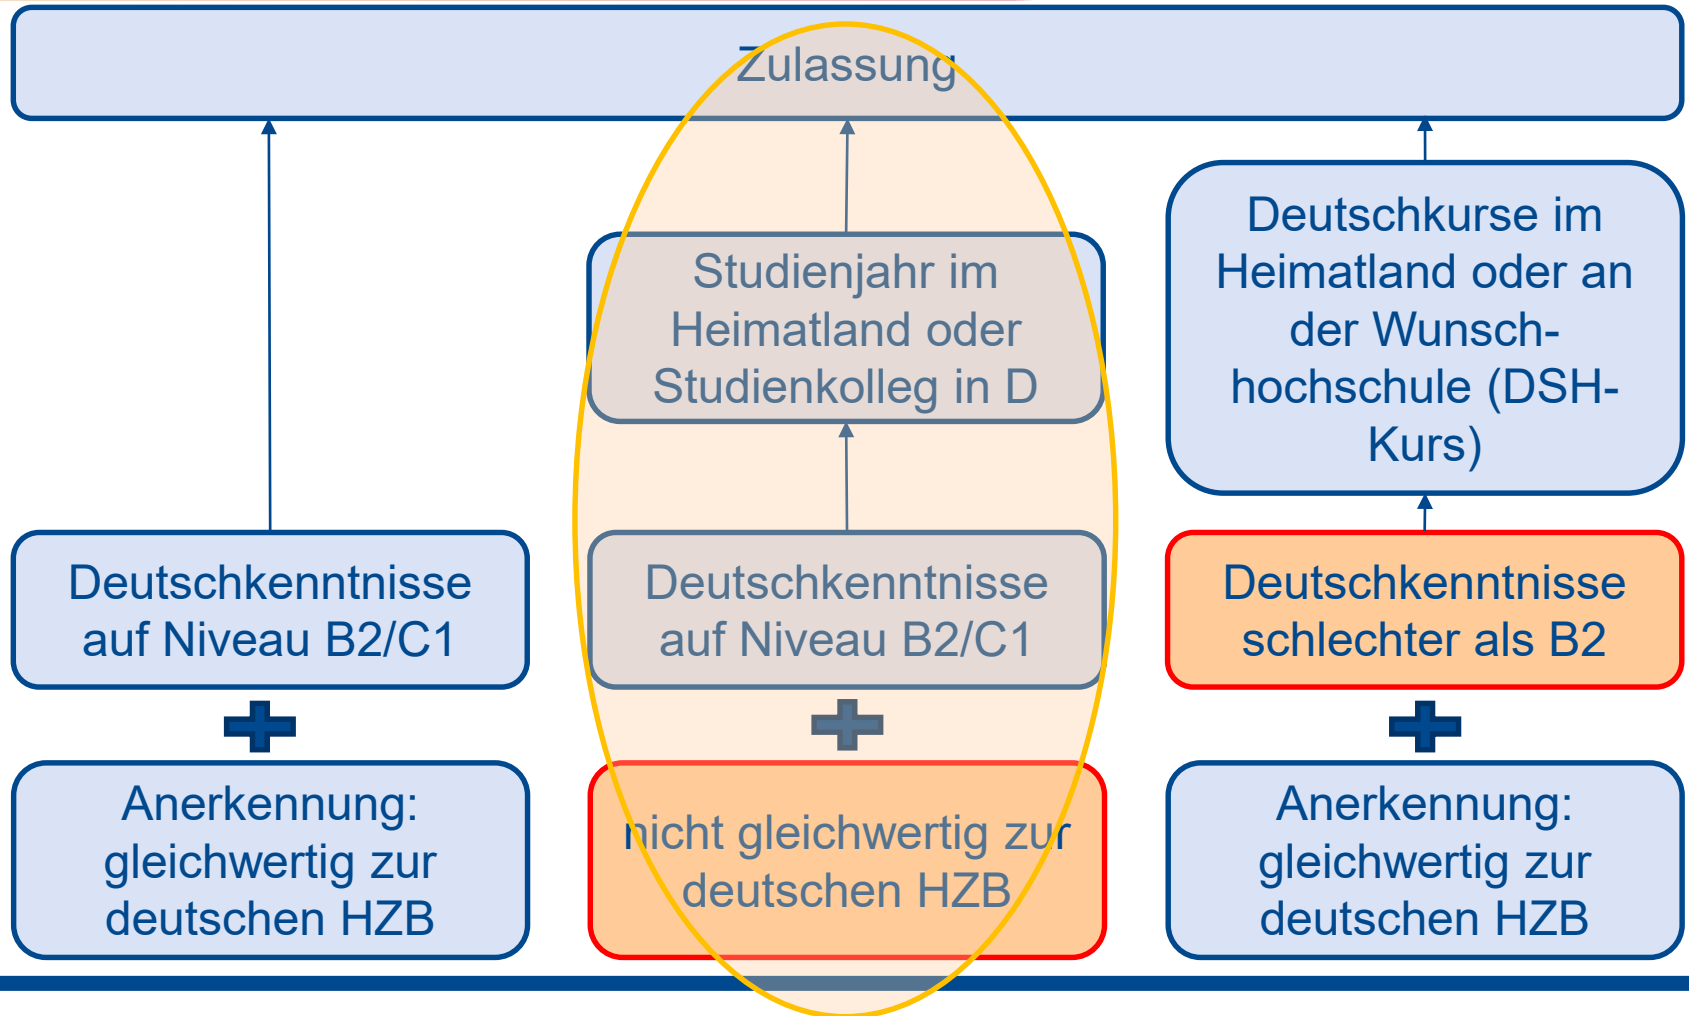 Zulassung
Studienjahr im
Heimatland oder
Studienkolleg in D
Deutschkurse im
Heimatland oder an
der Wunsch-
hochschule (DSH-
Kurs)
Deutschkenntnisse
auf Niveau B2/C1
Deutschkenntnisse
auf Niveau B2/C1
Deutschkenntnisse
schlechter als B2
Anerkennung:
gleichwertig zur
deutschen HZB
nicht gleichwertig zur
deutschen HZB
Anerkennung:
gleichwertig zur
deutschen HZB